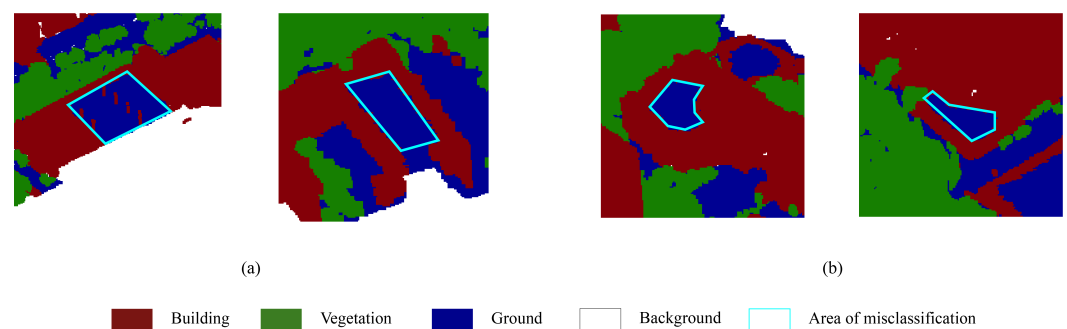 (a)
(b)
Building Vegetation Ground Background Area of misclassification